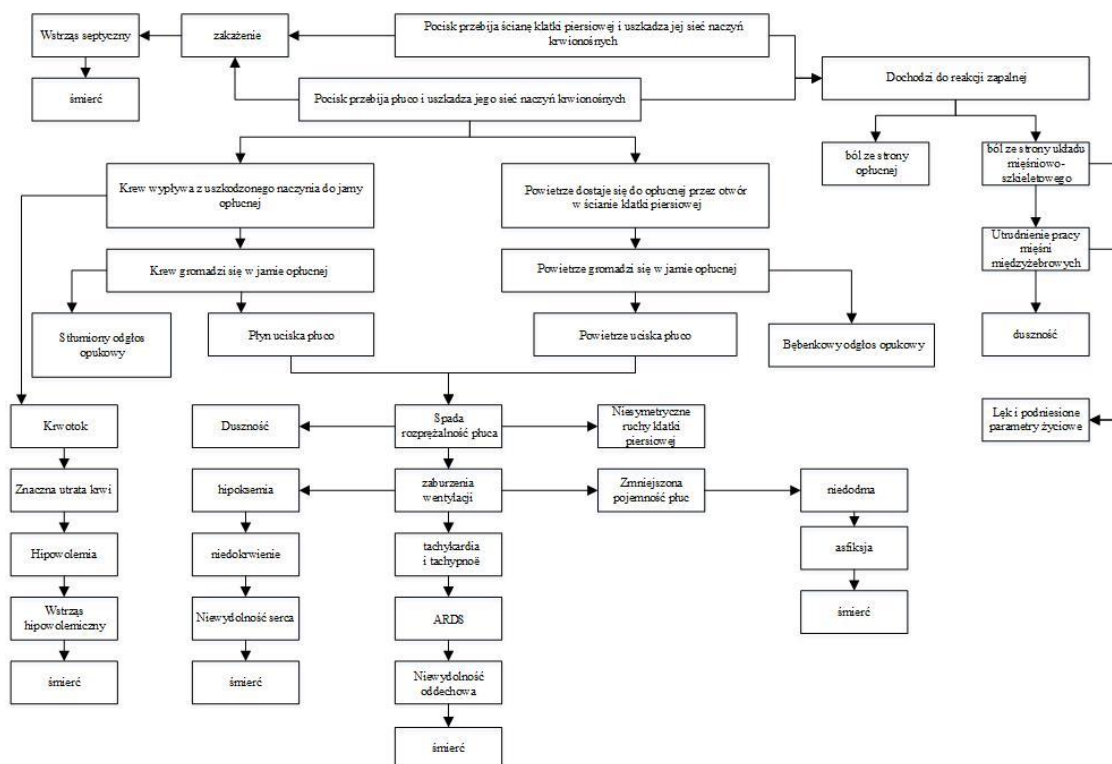 Pocisk przebija ścianę klatki piersiowej i uszkadza jej sieć naczyń
krwionośnych
zakażenie
Wstrząs septyczny
śmierć
Pocisk przebija płuco i uszkadza jego sieć naczyń krwionośnych
Dochodzi do reakcji zapalnej
ból ze strony
opłucnej
ból ze strony układu
mięśniowo-
szkieletowego
Utrudnienie pracy
mięśni
międzyżebrowych
duszność
Lęk i podniesione
parametry życiowe
Krew wypływa z uszkodzonego naczynia do jamy
opłucnej
Powietrze dostaje się do opłucnej przez otwór
w ścianie klatki piersiowej
Krew gromadzi się w jamie opłucnej
Powietrze gromadzi się w jamie opłucnej
Stłumiony odgłos
opukowy
Płyn uciska płuco
Powietrze uciska płuco
Bębenkowy odgłos opukowy
Krwotok
Duszność
Spada
rozprężalność płuca
Niesymetryczne
ruchy klatki
piersiowej
Znaczna utrata krwi
hipoksemia
zaburzenia
wentylacji
Zmniejszona
pojemność płuc
niedodma
Hipowolemia
niedokrwienie
tachykardia
i tachypnoë
asfiksja
Wstrząs
hipowolemiczny
Niewydolność serca
ARDS
śmierć
śmierć
śmierć
Niewydolność
oddechowa
śmierć